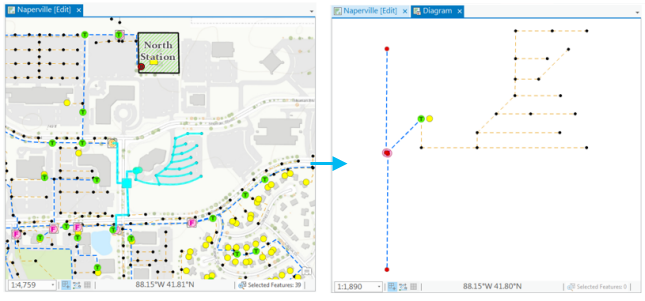 Naperville [Edit] ×
North
Station
T
F
1:4,759
88.15°W 41.81°N
Selected Features: 39
Naperville [Edit] ×
Diagram ×
T
1:1,890
88.15°W 41.80°N
Selected Features: 0